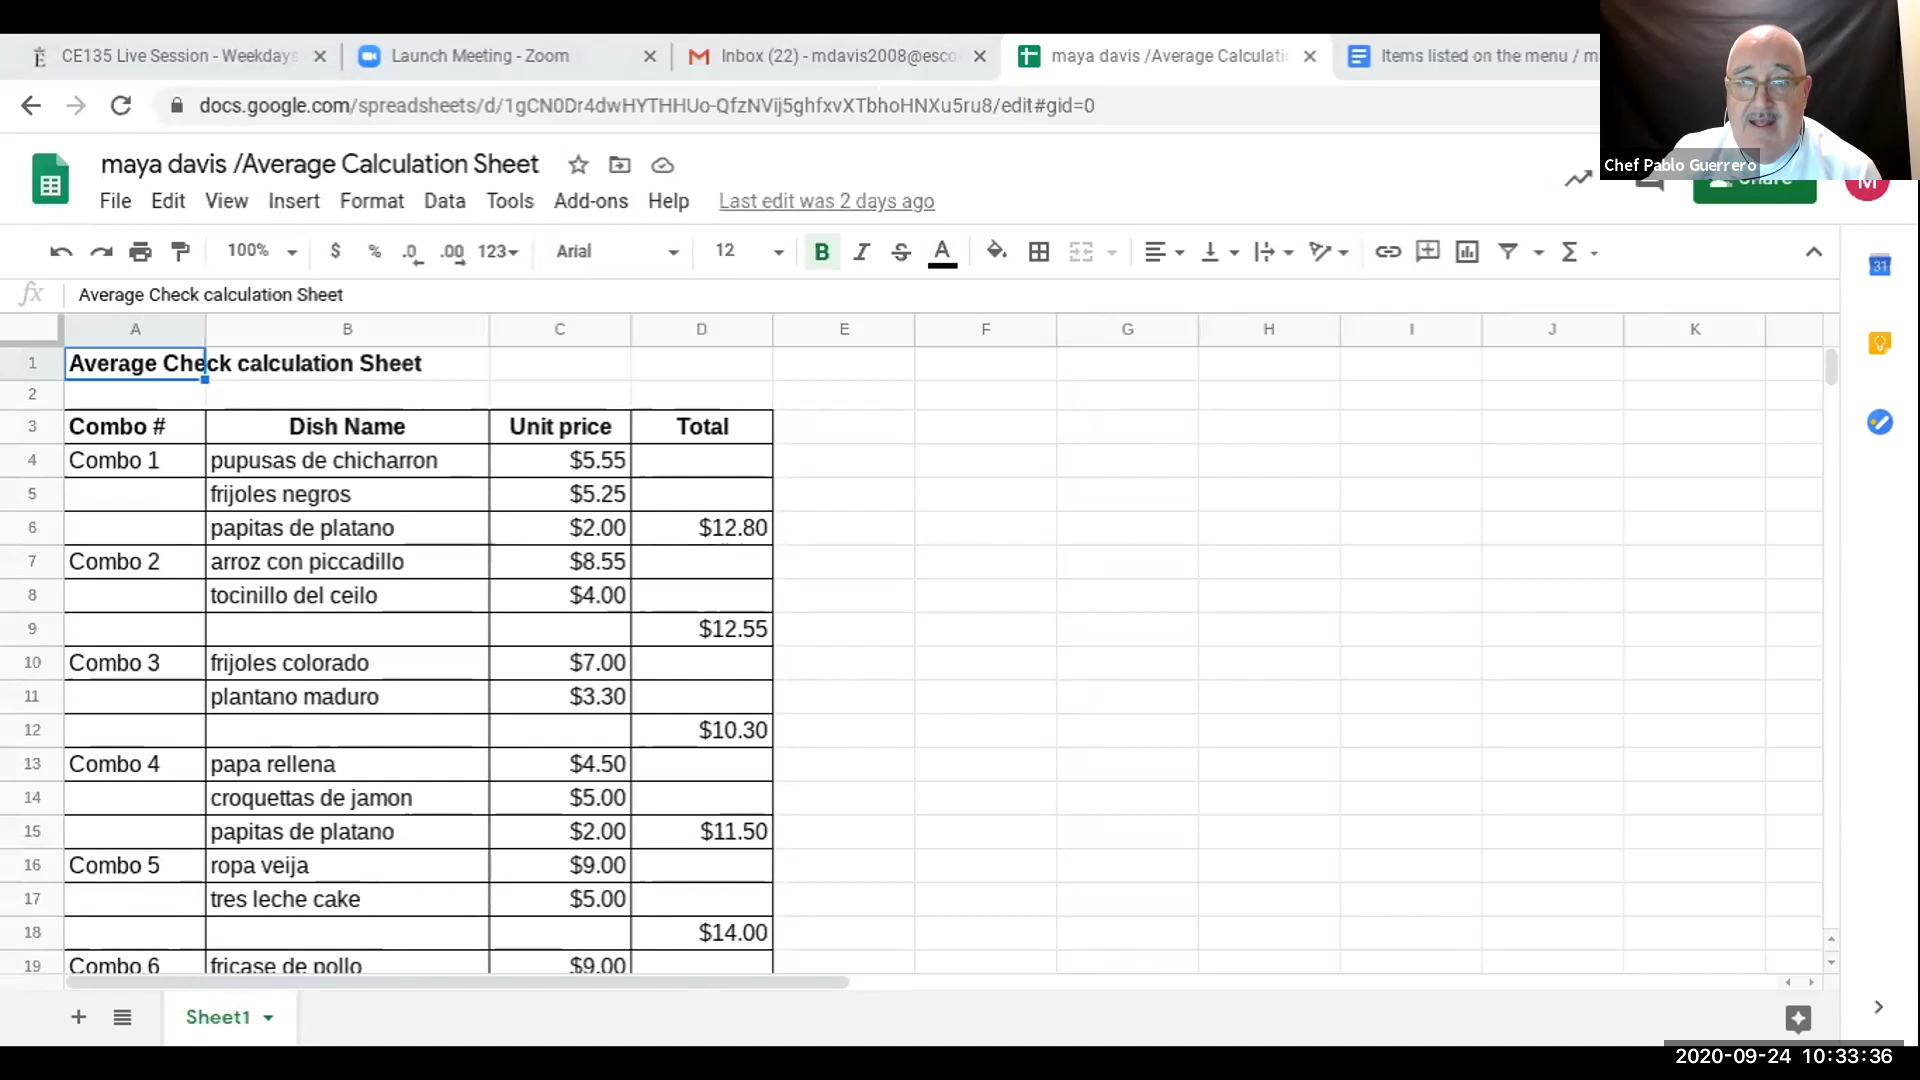 CE135 Live Session - Weekdays
Launch Meeting - Zoom
Inbox (22) - mdavis2008@esco
maya davis /Average Calculati
Items listed on the menu / m
docs.google.com/spreadsheets/d/1gCN0Dr4dwHYTHHUo-QfzNVij5ghfxvXTbhoHNXu5ru8/edit#gid=0
Chef Pablo Guerrero
maya davis /Average Calculation Sheet
Share
M
File Edit View Insert Format Data Tools Add-ons Help Last edit was 2 days ago
100% $ % .0 .00 123 Arial 12 B I S A Σ
31
fx Average Check calculation Sheet
A B C D E F G H I J K
1 Average Check calculation Sheet
2
3 Combo # Dish Name Unit price Total
4 Combo 1 pupusas de chicharron $5.55
5 frijoles negros $5.25
6 papitas de platano $2.00 $12.80
7 Combo 2 arroz con piccadillo $8.55
8 tocinillo del ceilo $4.00
9 $12.55
10 Combo 3 frijoles colorado $7.00
11 plantano maduro $3.30
12 $10.30
13 Combo 4 papa rellena $4.50
14 croquettas de jamon $5.00
15 papitas de platano $2.00 $11.50
16 Combo 5 ropa veija $9.00
17 tres leche cake $5.00
18 $14.00
19 Combo 6 fricase de pollo $9.00
Sheet1
2020-09-24 10:33:36